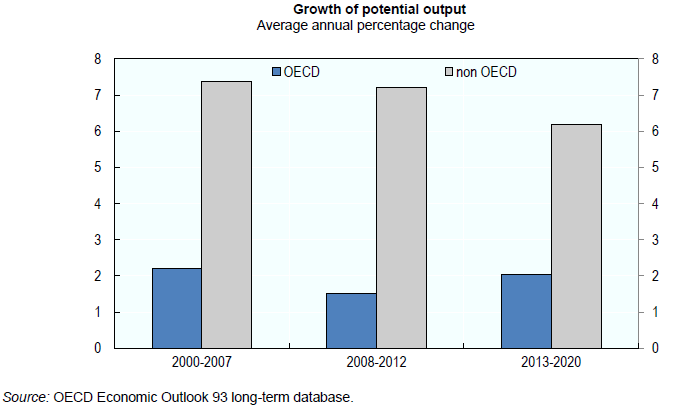 Growth of potential output
Average annual percentage change
OECD
non OECD
8 8
7 7
6 6
5 5
4 4
3 3
2 2
1 1
0 0
2000-2007 2008-2012 2013-2020
Source: OECD Economic Outlook 93 long-term database.